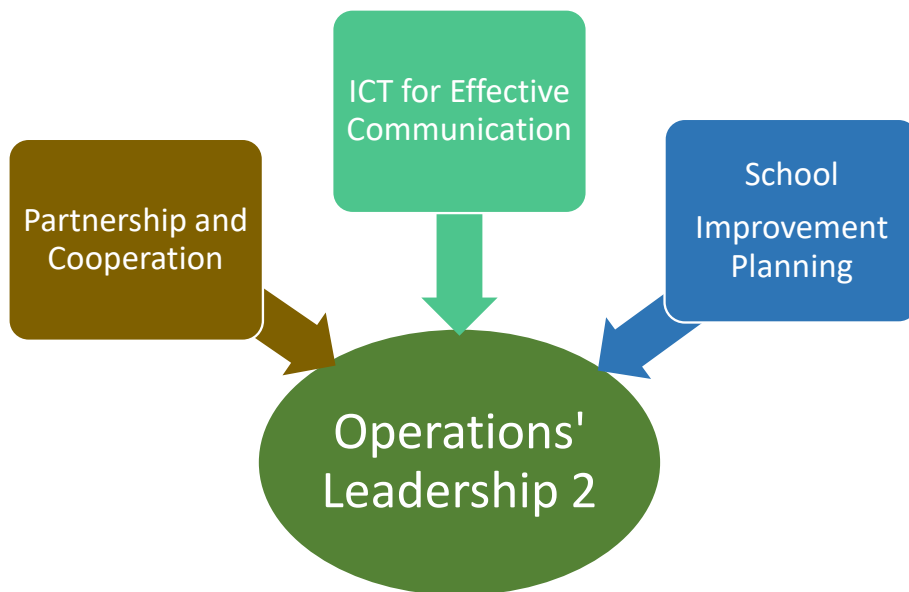 Partnership and
Cooperation
ICT for Effective
Communication
School
Improvement
Planning
Operations'
Leadership 2